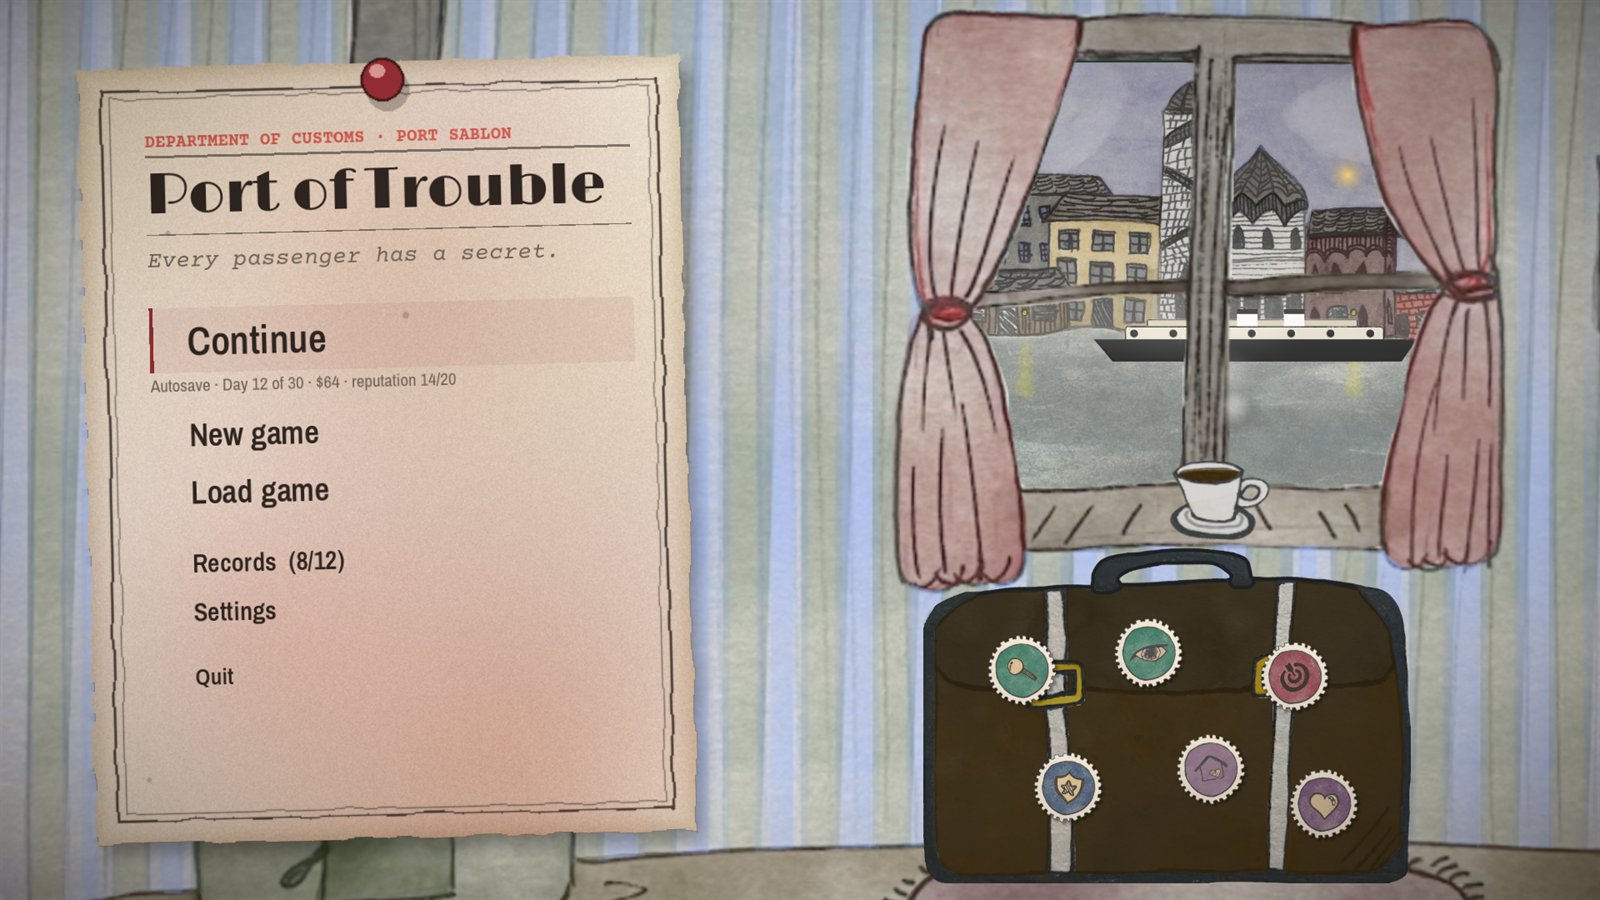 DEPARTMENT OF CUSTOMS · PORT SABLON
Port of Trouble
Every passenger has a secret.
Continue
Autosave · Day 12 of 30 · $64 · reputation 14/20
New game
Load game
Records (8/12)
Settings
Quit